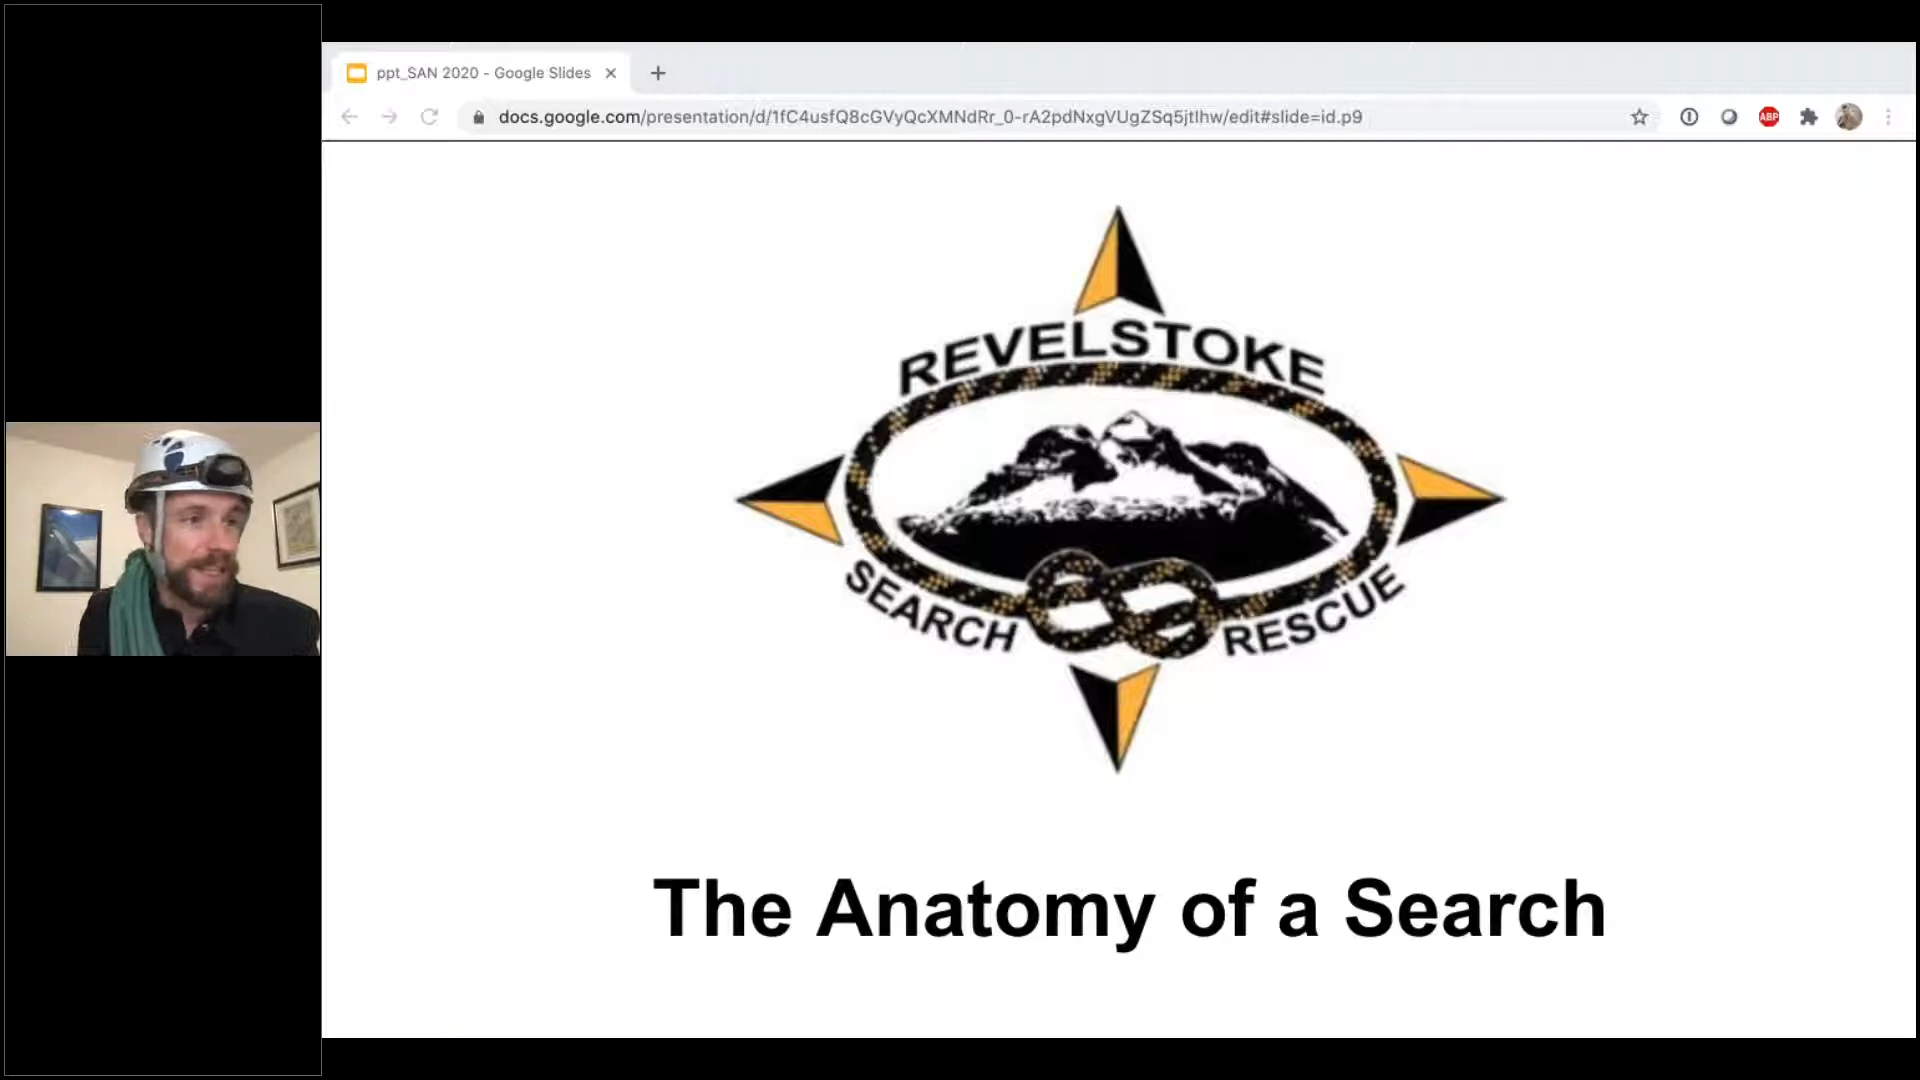 ppt_SAN 2020 - Google Slides
docs.google.com/presentation/d/1fC4usfQ8cGVyQcXMNdRr_0-rA2pdNxgVUgZSq5jtlhw/edit#slide=id.p9
ABP
REVELSTOKE
SEARCH RESCUE
The Anatomy of a Search